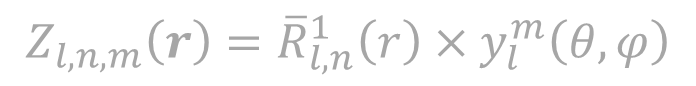 Z_{l,n,m}(𝒓) = R̄^1_{l,n}(r) × y_l^m(θ, φ)